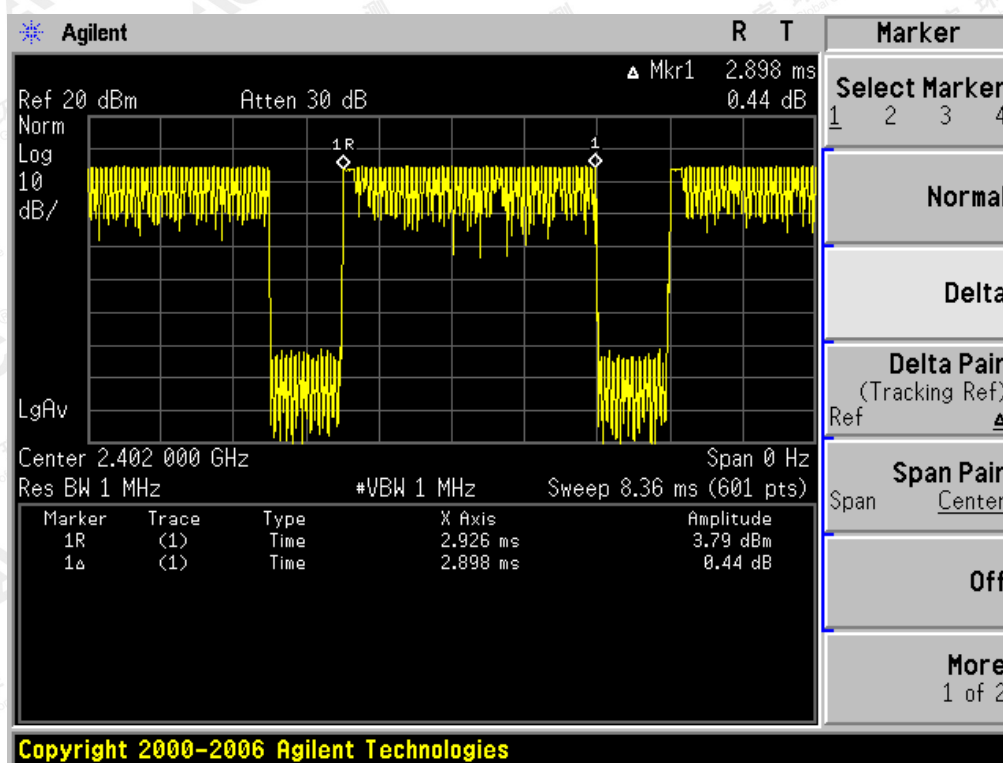 Agilent R T
Marker
Δ Mkr1 2.898 ms
Ref 20 dBm Atten 30 dB 0.44 dB
Norm
Log
10
dB/
1R
1
LgAv
Center 2.402 000 GHz Span 0 Hz
Res BW 1 MHz #VBW 1 MHz Sweep 8.36 ms (601 pts)
Marker Trace Type X Axis Amplitude
1R (1) Time 2.926 ms 3.79 dBm
1Δ (1) Time 2.898 ms 0.44 dB
Select Marker
1 2 3 4
Normal
Delta
Delta Pair
(Tracking Ref)
Ref Δ
Span Pair
Span Center
Off
More
1 of 2
Copyright 2000-2006 Agilent Technologies